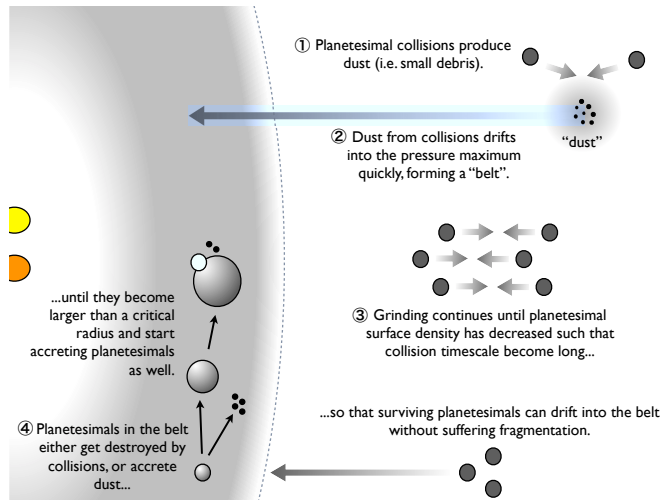 ① Planetesimal collisions produce
dust (i.e. small debris).
② Dust from collisions drifts
into the pressure maximum
quickly, forming a “belt”.
“dust”
③ Grinding continues until planetesimal
surface density has decreased such that
collision timescale become long...
...so that surviving planetesimals can drift into the belt
without suffering fragmentation.
④ Planetesimals in the belt
either get destroyed by
collisions, or accrete
dust...
...until they become
larger than a critical
radius and start
accreting planetesimals
as well.